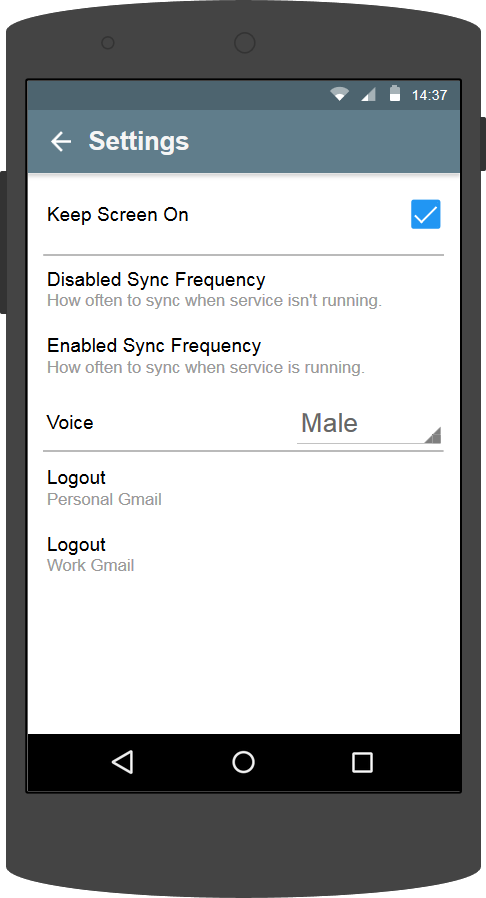 14:37
Settings
Keep Screen On
Disabled Sync Frequency
How often to sync when service isn't running.
Enabled Sync Frequency
How often to sync when service is running.
Voice Male
Logout
Personal Gmail
Logout
Work Gmail